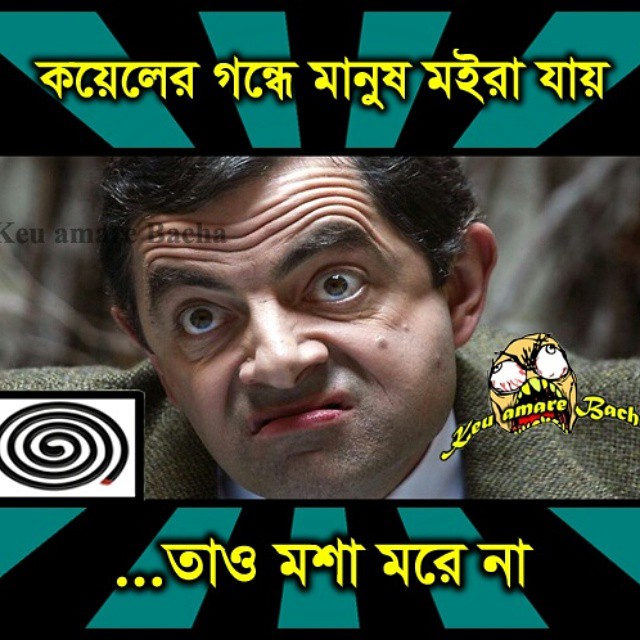 কয়েলের গন্ধে মানুষ মইরা যায়
Keu amare Bacha
Keu amare Bach
...তাও মশা মরে না